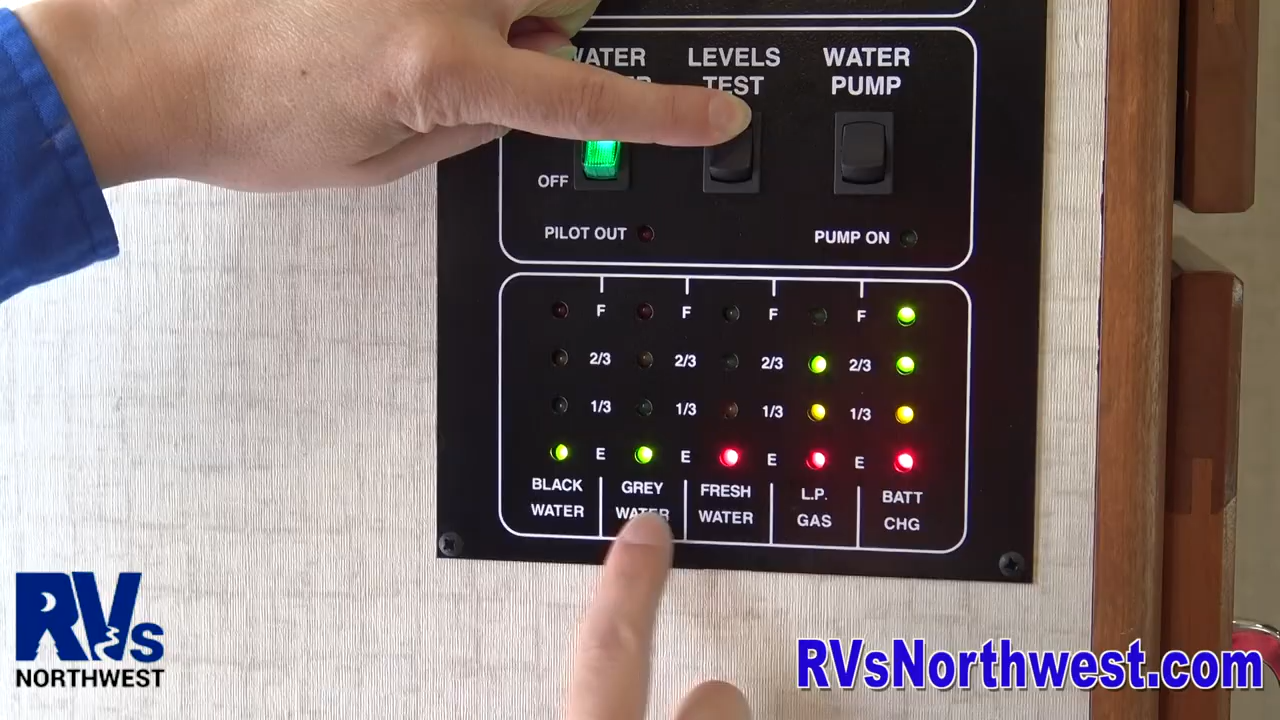 WATER LEVELS WATER
TEST PUMP
OFF
PILOT OUT PUMP ON
F F F F
2/3 2/3 2/3 2/3
1/3 1/3 1/3 1/3
E E E E
BLACK GREY FRESH L.P. BATT
WATER WATER WATER GAS CHG
RVs
NORTHWEST
RVsNorthwest.com